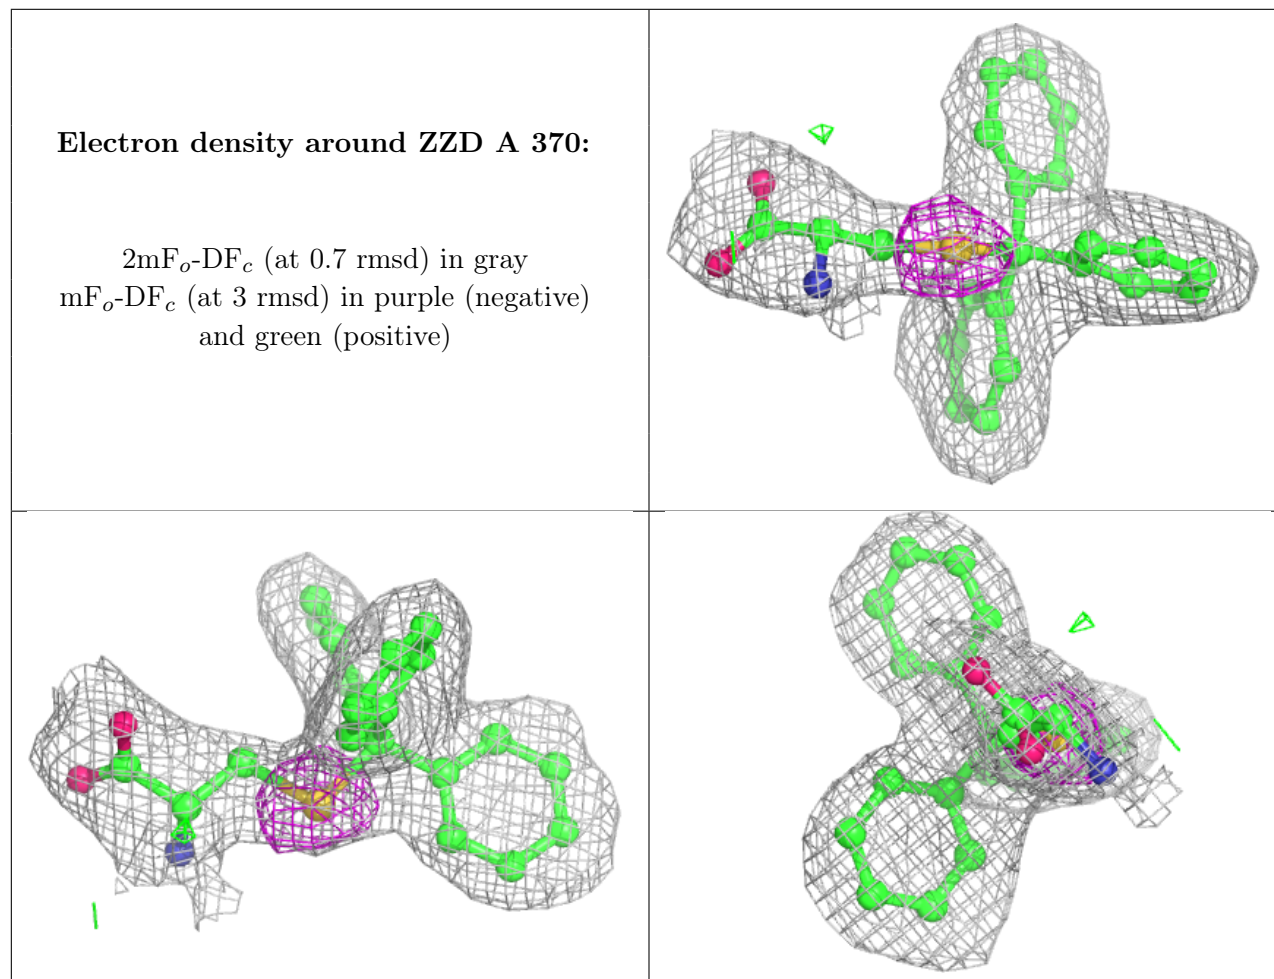 Electron density around ZZD A 370:
2mFo-DFc (at 0.7 rmsd) in gray
mFo-DFc (at 3 rmsd) in purple (negative)
and green (positive)